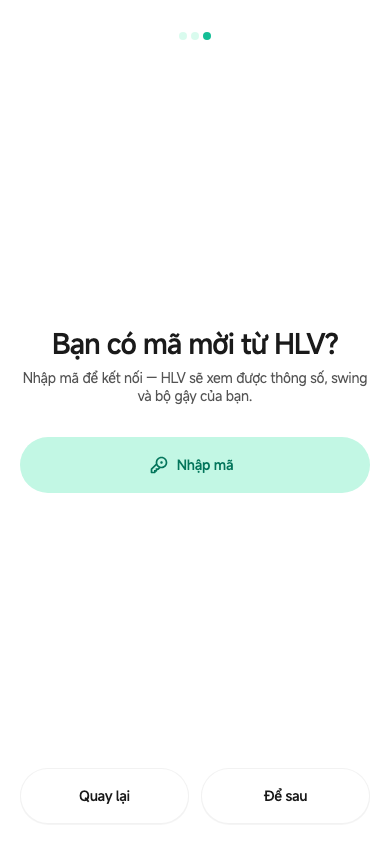 Bạn có mã mời từ HLV?
Nhập mã để kết nối — HLV sẽ xem được thông số, swing
và bộ gậy của bạn.
Nhập mã
Quay lại
Để sau